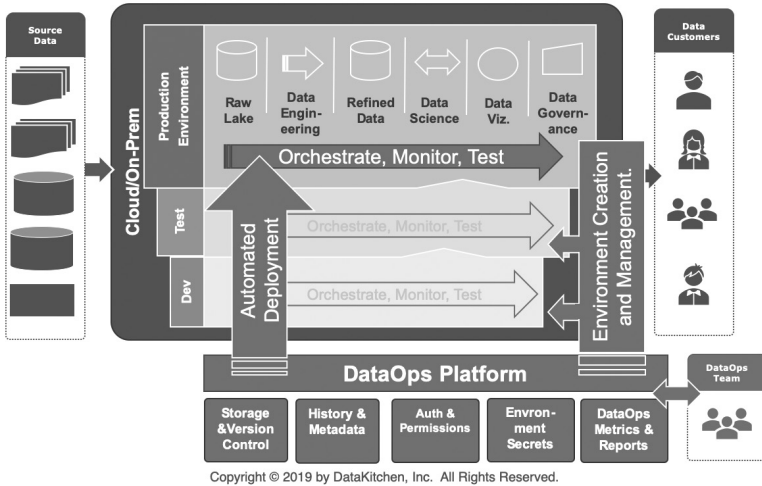 Source
Data
Data
Customers
Cloud/On-Prem
Production
Environment
Raw
Lake
Data
Engin-
eering
Refined
Data
Data
Science
Data
Viz.
Data
Govern-
ance
Orchestrate, Monitor, Test
Test
Orchestrate, Monitor, Test
Dev
Orchestrate, Monitor, Test
Automated
Deployment
Environment Creation
and Management.
DataOps Platform
DataOps
Team
Storage
&Version
Control
History &
Metadata
Auth &
Permissions
Envron-
ment
Secrets
DataOps
Metrics &
Reports
Copyright © 2019 by DataKitchen, Inc. All Rights Reserved.